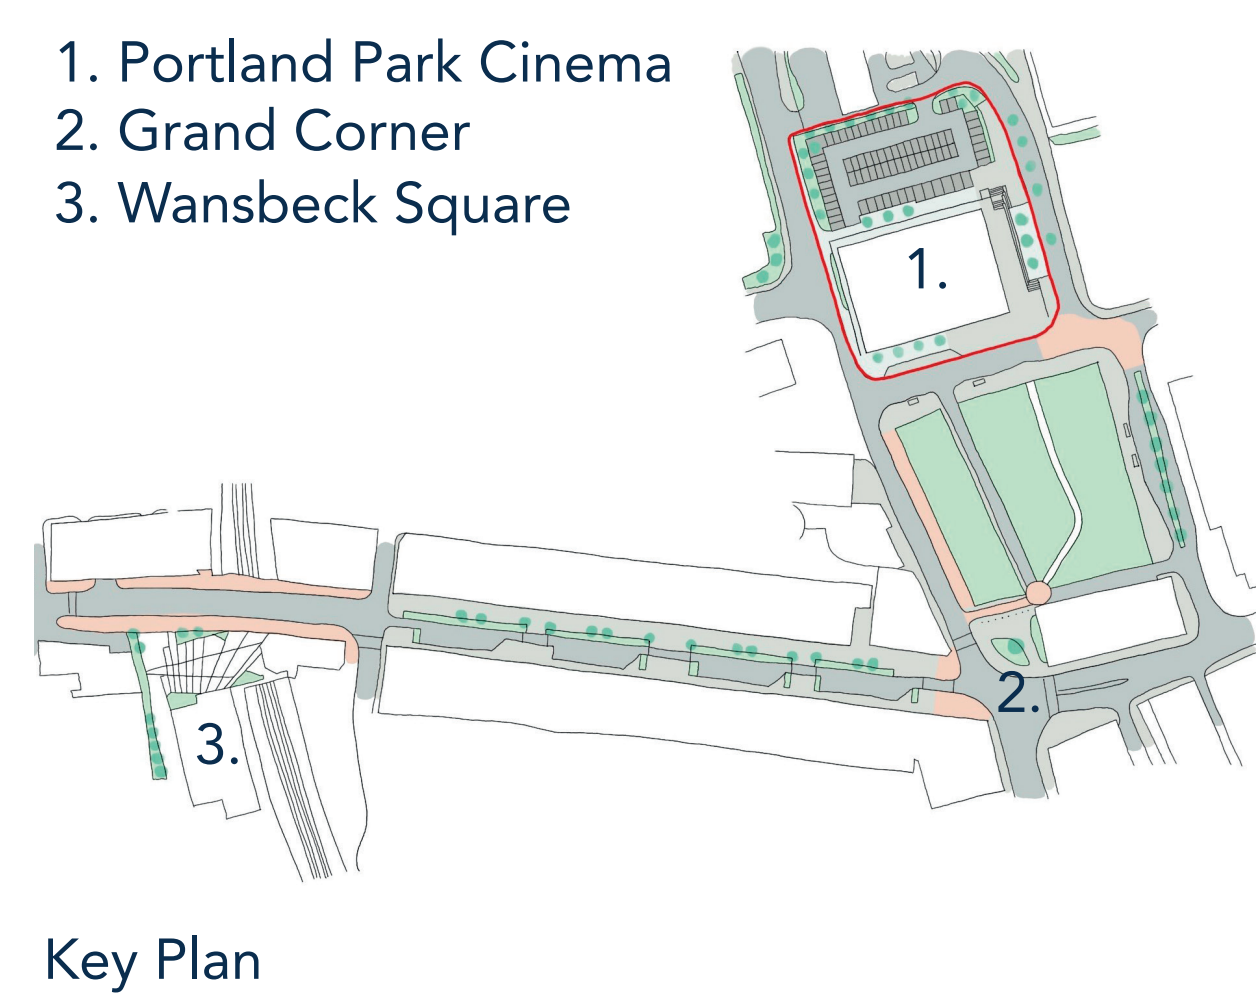 1. Portland Park Cinema
2. Grand Corner
3. Wansbeck Square
1.
2.
3.
Key Plan